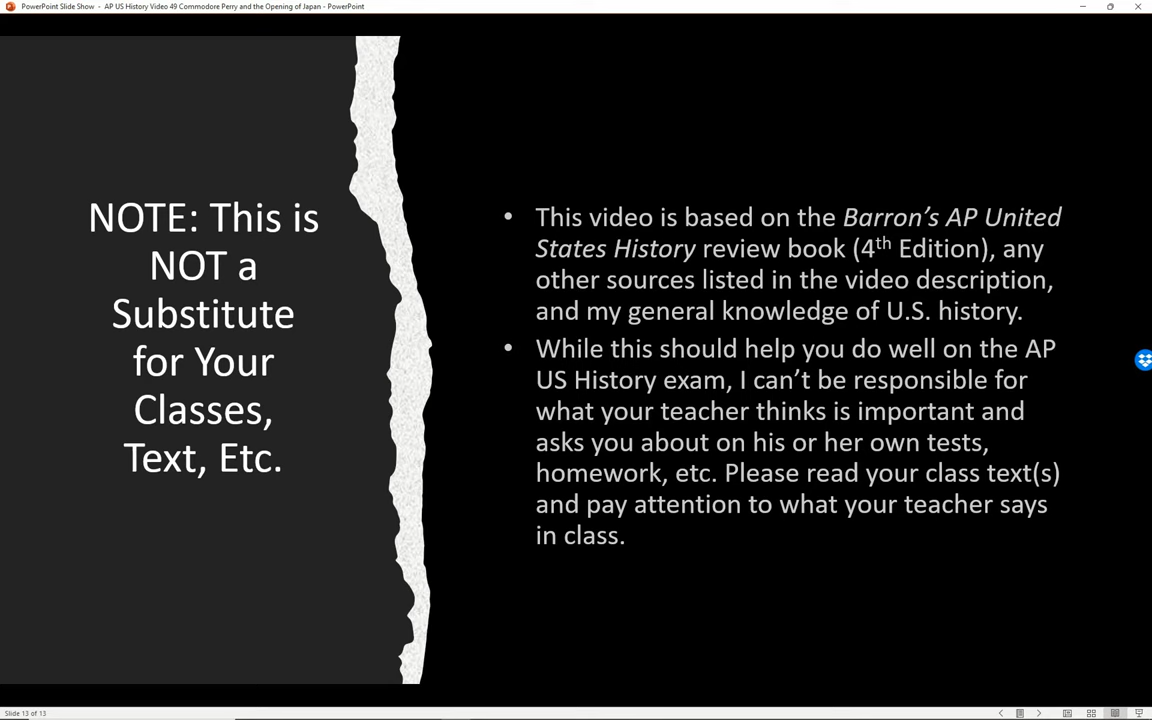 PowerPoint Slide Show - AP US History Video 49 Commodore Perry and the Opening of Japan - PowerPoint
NOTE: This is
NOT a
Substitute
for Your
Classes,
Text, Etc.
• This video is based on the Barron’s AP United
States History review book (4th Edition), any
other sources listed in the video description,
and my general knowledge of U.S. history.
• While this should help you do well on the AP
US History exam, I can’t be responsible for
what your teacher thinks is important and
asks you about on his or her own tests,
homework, etc. Please read your class text(s)
and pay attention to what your teacher says
in class.
Slide 13 of 13